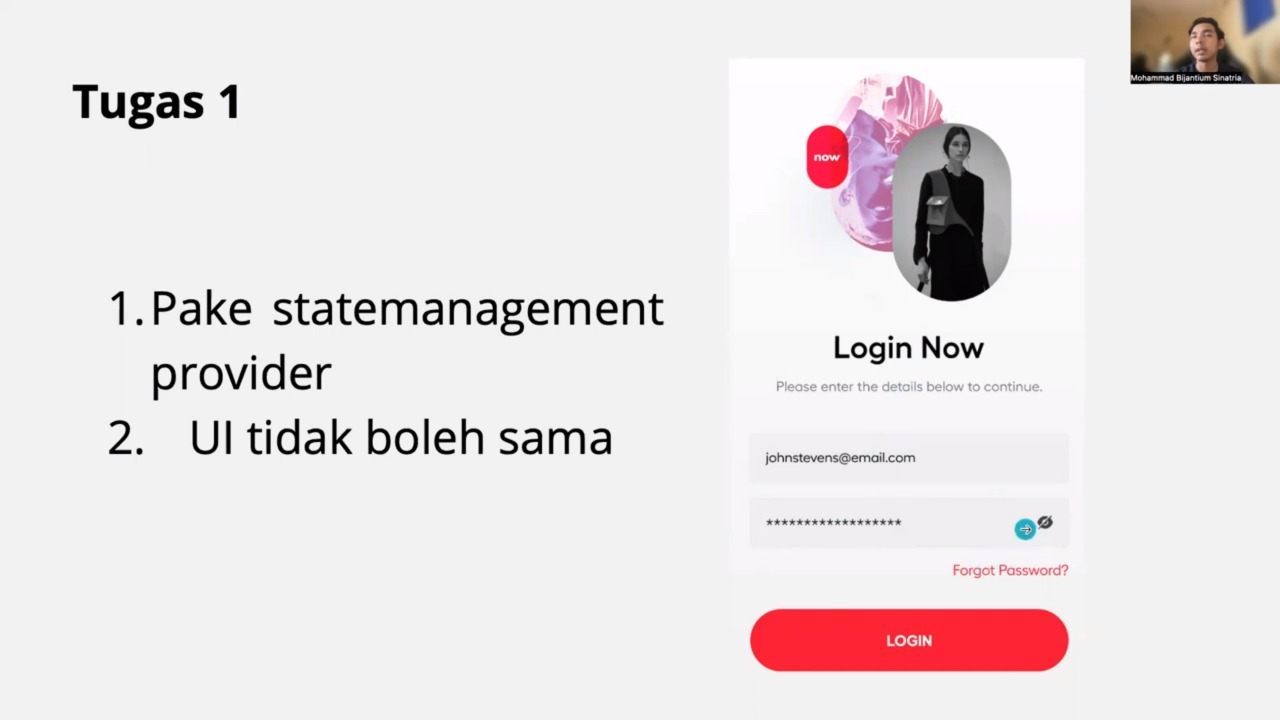 Mohammad Bijantium Sinatria
Tugas 1
1. Pake statemanagement
provider
2. UI tidak boleh sama
now
Login Now
Please enter the details below to continue.
johnstevens@email.com
******************
Forgot Password?
LOGIN